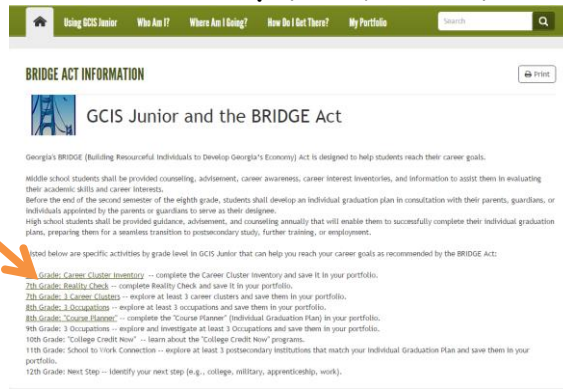 Using GCIS Junior Who Am I? Where Am I Going? How Do I Get There? My Portfolio Search
BRIDGE ACT INFORMATION
Print
GCIS Junior and the BRIDGE Act
Georgia's BRIDGE (Building Resourceful Individuals to Develop Georgia's Economy) Act is designed to help students reach their career goals.
Middle school students shall be provided counseling, advisement, career awareness, career interest inventories, and information to assist them in evaluating
their academic skills and career interests.
Before the end of the second semester of the eighth grade, students shall develop an individual graduation plan in consultation with their parents, guardians, or
individuals appointed by the parents or guardians to serve as their designee.
High school students shall be provided guidance, advisement, and counseling annually that will enable them to successfully complete their individual graduation
plans, preparing them for a seamless transition to postsecondary study, further training, or employment.
Listed below are specific activities by grade level in GCIS Junior that can help you reach your career goals as recommended by the BRIDGE Act:
Grade: Career Cluster Inventory -- complete the Career Cluster Inventory and save it in your portfolio.
7th Grade: Reality Check -- complete Reality Check and save it in your portfolio.
7th Grade: 3 Career Clusters -- explore at least 3 career clusters and save them in your portfolio.
8th Grade: 3 Occupations -- explore at least 3 occupations and save them in your portfolio.
8th Grade: "Course Planner" -- complete the "Course Planner" (Individual Graduation Plan) in your portfolio.
9th Grade: 3 Occupations -- explore and investigate at least 3 Occupations and save them in your portfolio.
10th Grade: "College Credit Now" -- learn about the "College Credit Now" programs.
11th Grade: School to Work Connection -- explore at least 3 postsecondary institutions that match your Individual Graduation Plan and save them in your
portfolio.
12th Grade: Next Step -- identify your next step (e.g., college, military, apprenticeship, work).